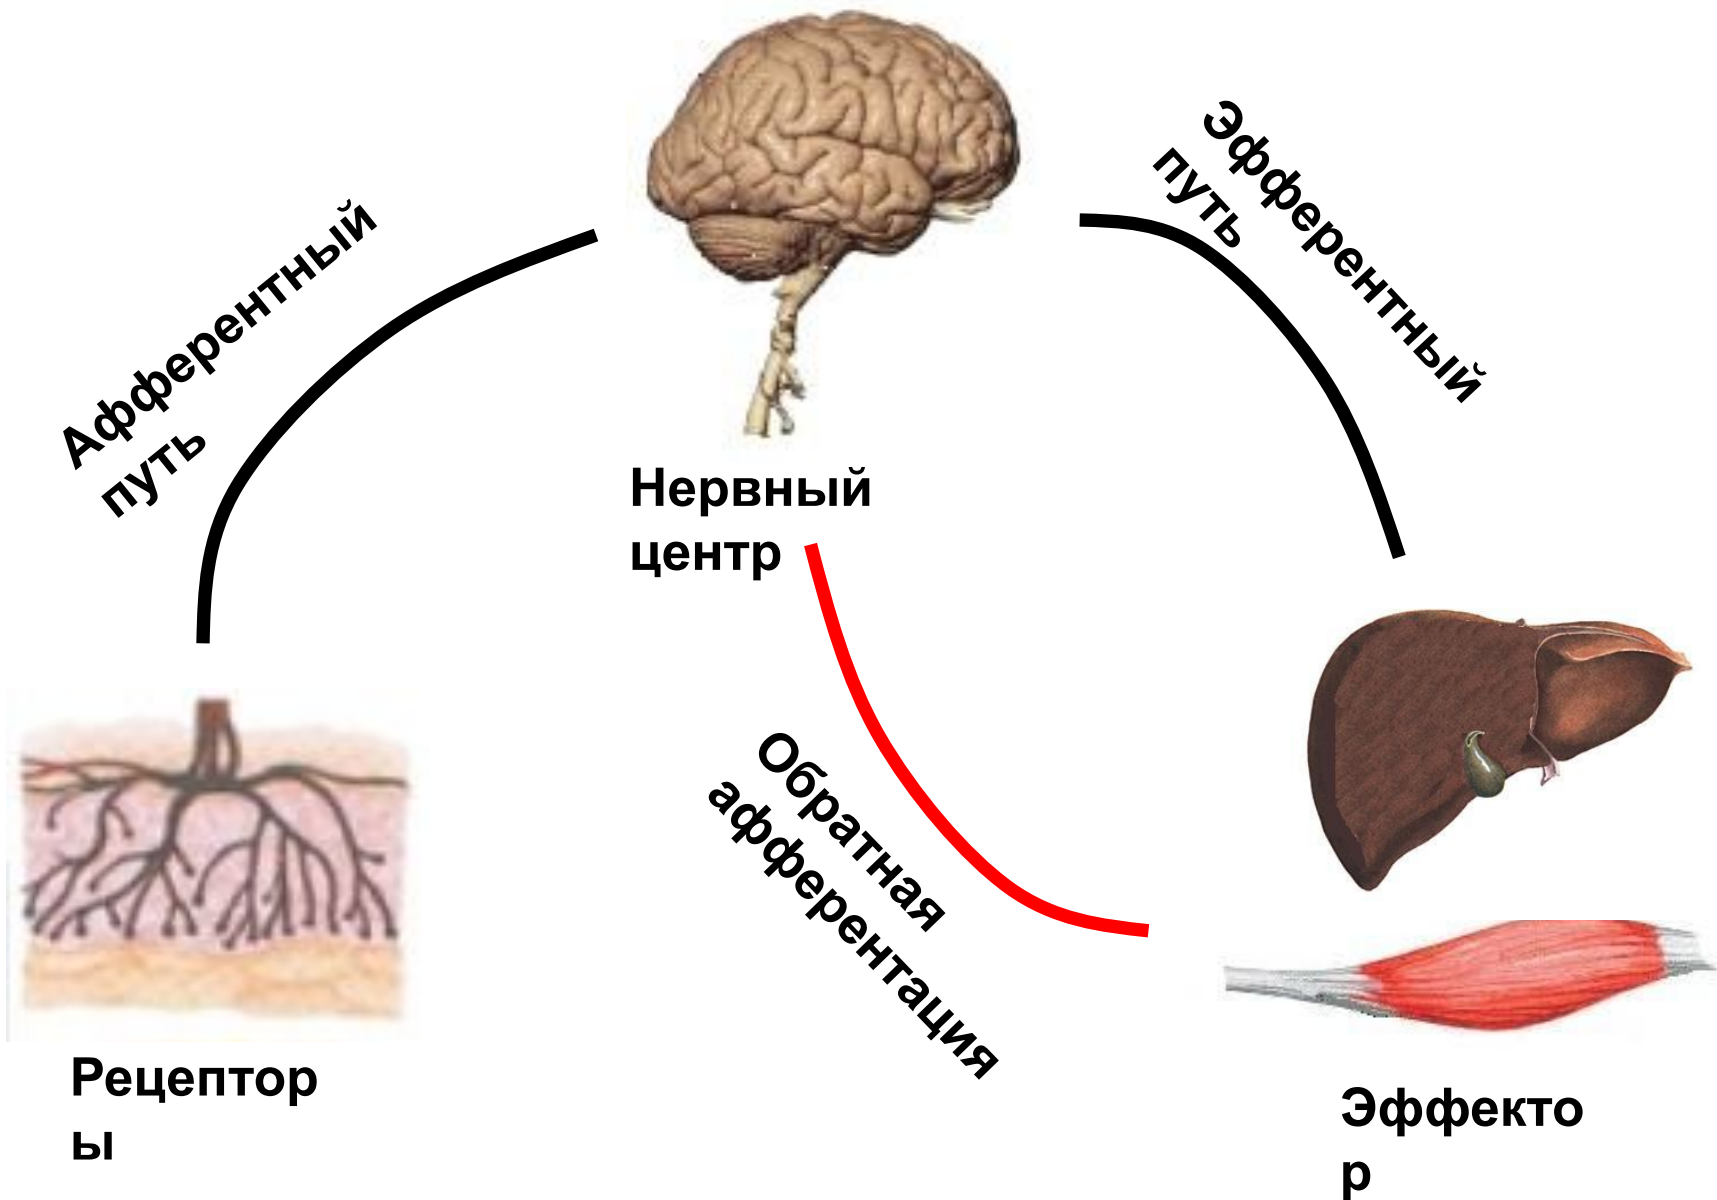 Афферентный
путь
Эфферентный
путь
Нервный
центр
Обратная
афферентация
Рецептор
ы
Эффекто
р